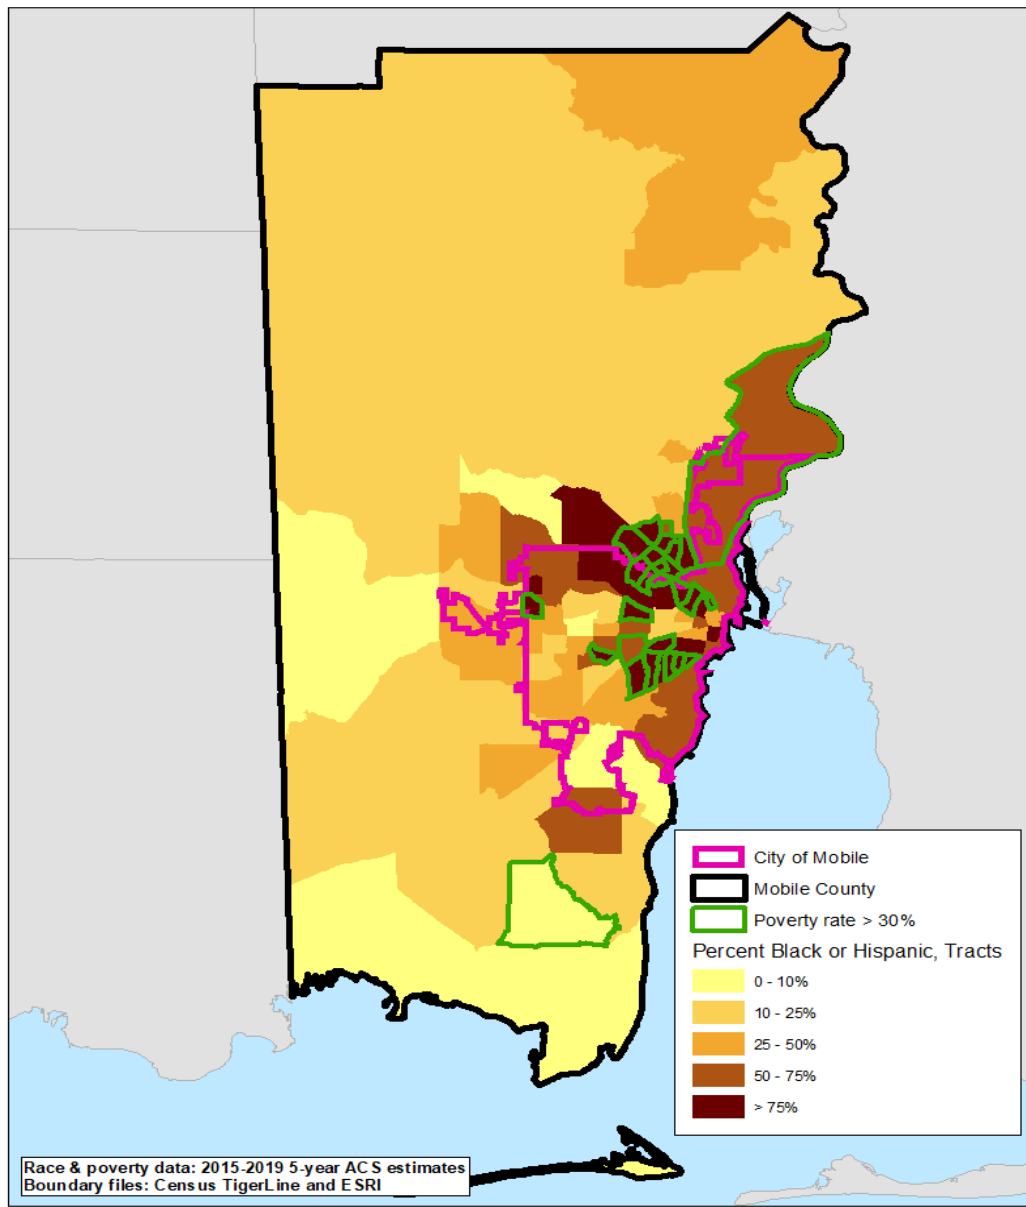 City of Mobile
Mobile County
Poverty rate > 30%
Percent Black or Hispanic, Tracts
0 - 10%
10 - 25%
25 - 50%
50 - 75%
> 75%
Race & poverty data: 2015-2019 5-year ACS estimates
Boundary files: Census TigerLine and ESRI